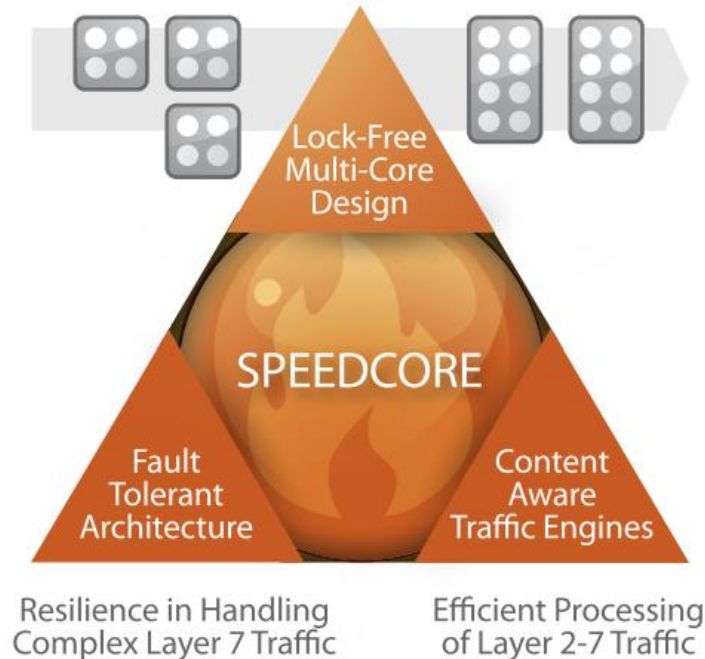 Lock-Free
Multi-Core
Design
SPEEDCORE
Fault
Tolerant
Architecture
Content
Aware
Traffic Engines
Resilience in Handling
Complex Layer 7 Traffic
Efficient Processing
of Layer 2-7 Traffic